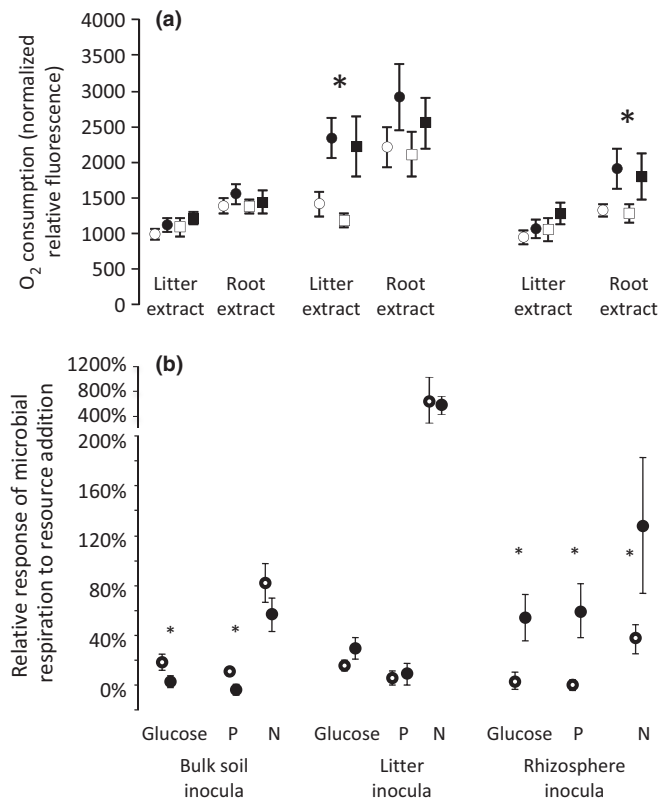 (a)
O2 consumption (normalized
relative fluorescence)
4000
3500
3000
2500
2000
1500
1000
500
0
*
*
Litter
extract
Root
extract
Litter
extract
Root
extract
Litter
extract
Root
extract
(b)
Relative response of microbial
respiration to resource addition
1200%
800%
400%
200%
160%
120%
80%
40%
0%
*
*
*
*
*
Glucose P N
Glucose P N
Glucose P N
Bulk soil
inocula
Litter
inocula
Rhizosphere
inocula